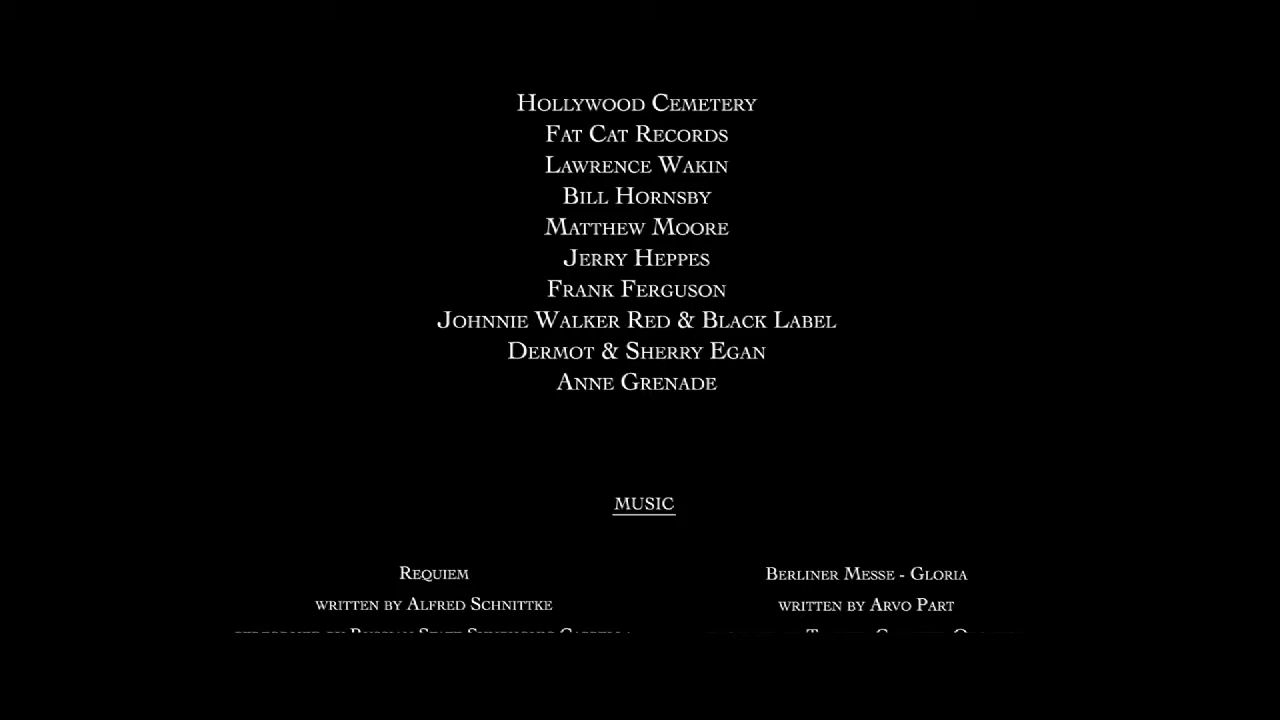 Hollywood Cemetery
Fat Cat Records
Lawrence Wakin
Bill Hornsby
Matthew Moore
Jerry Heppes
Frank Ferguson
Johnnie Walker Red & Black Label
Dermot & Sherry Egan
Anne Grenade
MUSIC
Requiem
written by Alfred Schnittke
Berliner Messe - Gloria
written by Arvo Part